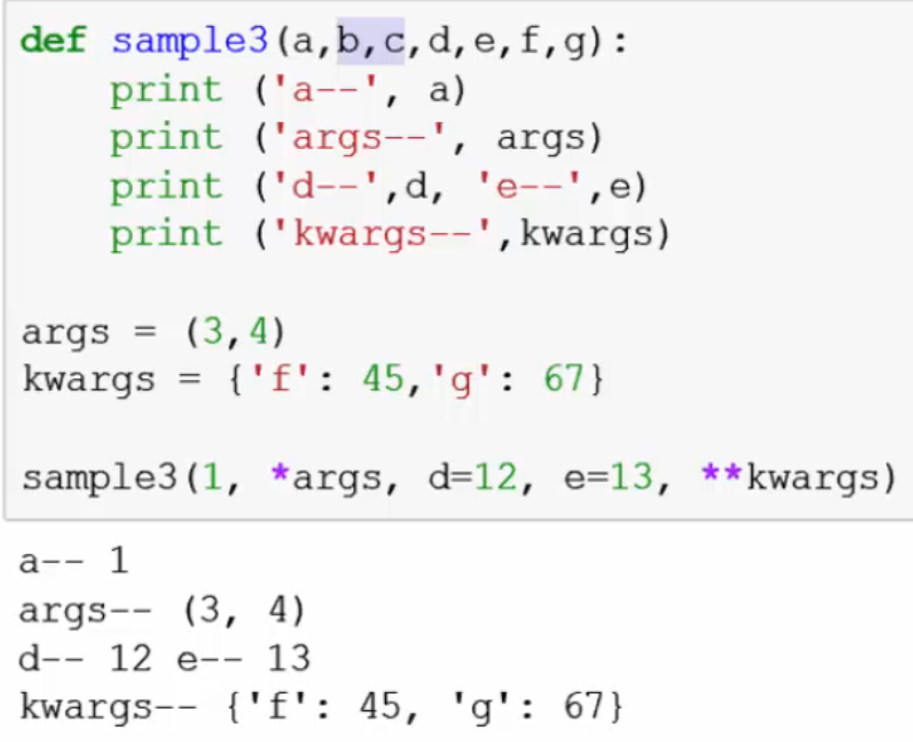 def sample3(a,b,c,d,e,f,g):
    print ('a--', a)
    print ('args--', args)
    print ('d--',d, 'e--',e)
    print ('kwargs--',kwargs)

args = (3,4)
kwargs = {'f': 45,'g': 67}

sample3(1, *args, d=12, e=13, **kwargs)

a-- 1
args-- (3, 4)
d-- 12 e-- 13
kwargs-- {'f': 45, 'g': 67}